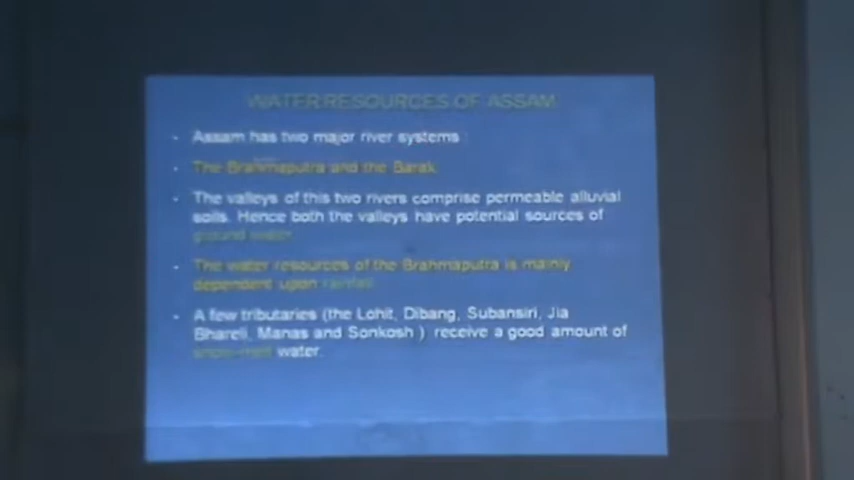 WATER RESOURCES OF ASSAM
- Assam has two major river systems
- The Brahmaputra and the Barak
- The valleys of this two rivers comprise permeable alluvial
soils. Hence both the valleys have potential sources of
ground water.
- The water resources of the Brahmaputra is mainly
dependent upon rainfall.
- A few tributaries (the Lohit, Dibang, Subansiri, Jia
Bhareli, Manas and Sonkosh ) receive a good amount of
snow-melt water.